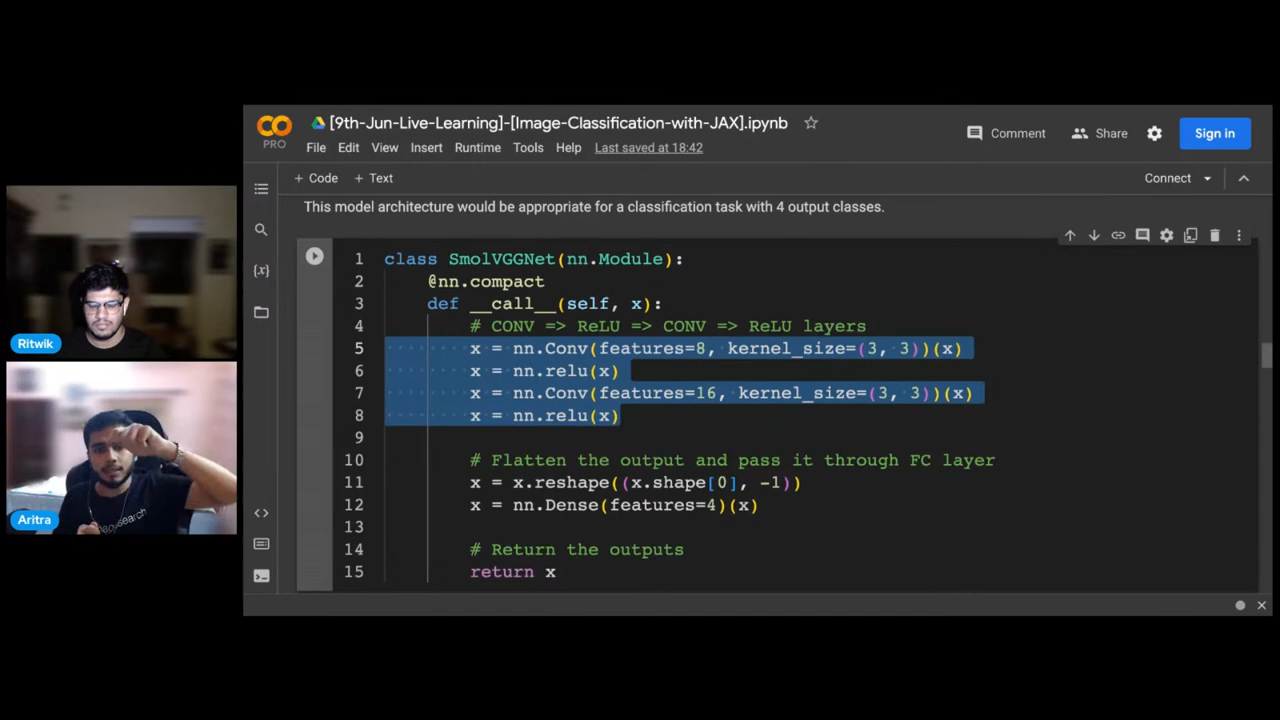 [9th-Jun-Live-Learning]-[Image-Classification-with-JAX].ipynb
PRO
File Edit View Insert Runtime Tools Help Last saved at 18:42
Comment Share Sign in
+ Code + Text
Connect
This model architecture would be appropriate for a classification task with 4 output classes.
1 class SmolVGGNet(nn.Module):
2 @nn.compact
3 def __call__(self, x):
4 # CONV => ReLU => CONV => ReLU layers
5 x = nn.Conv(features=8, kernel_size=(3, 3))(x)
6 x = nn.relu(x)
7 x = nn.Conv(features=16, kernel_size=(3, 3))(x)
8 x = nn.relu(x)
9
10 # Flatten the output and pass it through FC layer
11 x = x.reshape((x.shape[0], -1))
12 x = nn.Dense(features=4)(x)
13
14 # Return the outputs
15 return x
{x}
Ritwik
Aritra